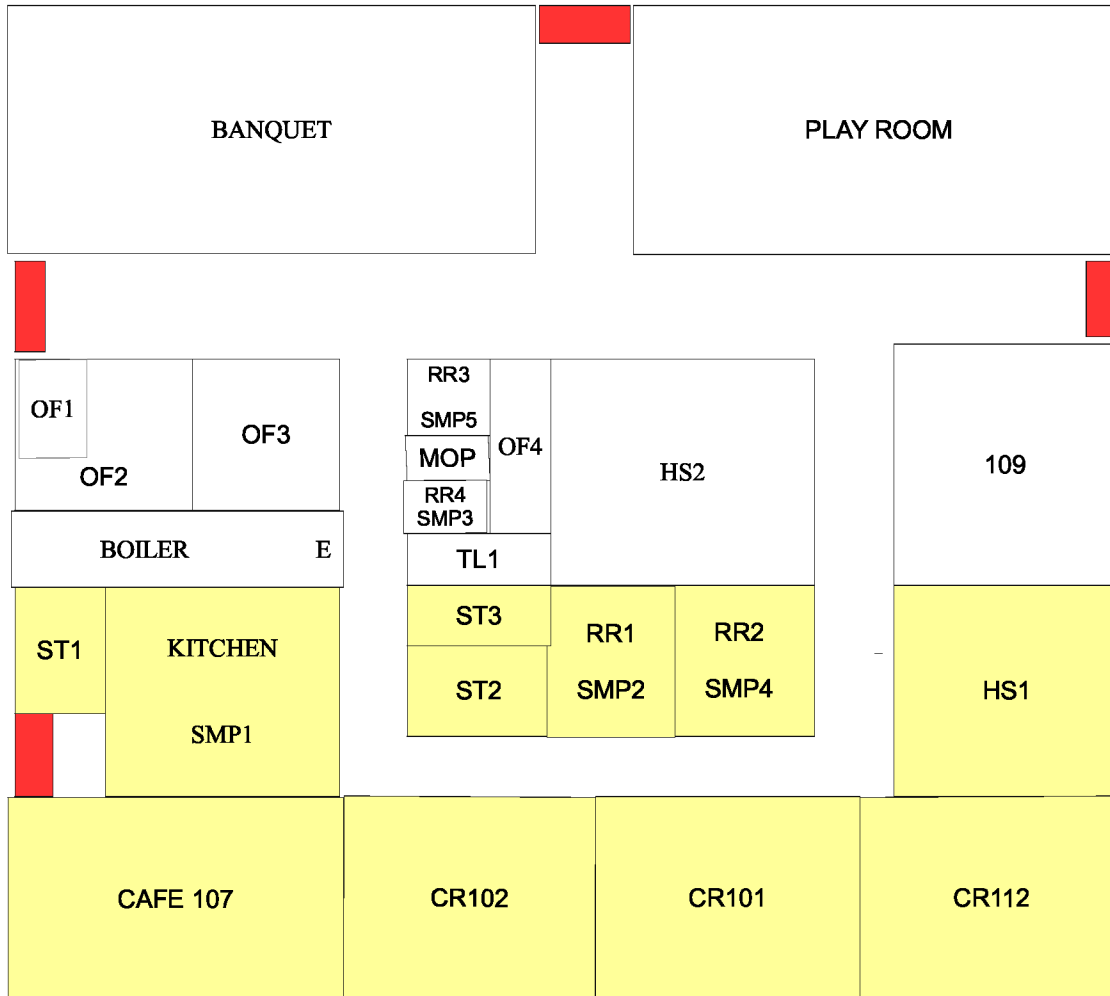 BANQUET
PLAY ROOM
OF1
OF2
OF3
RR3
SMP5
MOP
RR4
SMP3
OF4
HS2
109
BOILER E
TL1
ST1
KITCHEN
SMP1
ST3
ST2
RR1
SMP2
RR2
SMP4
HS1
CAFE 107
CR102
CR101
CR112